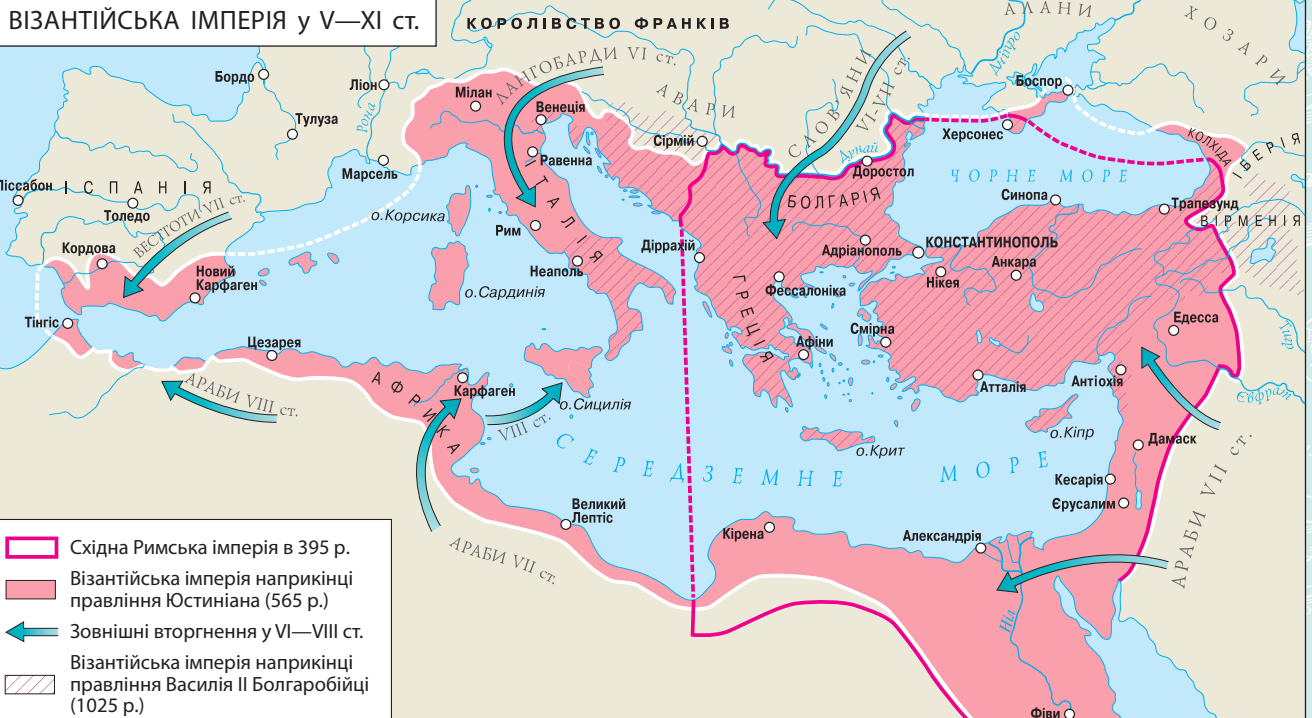 ВІЗАНТІЙСЬКА ІМПЕРІЯ у V—XI ст.
КОРОЛІВСТВО ФРАНКІВ
АЛАНИ
ХОЗАРИ
Дніпро
Бордо
Ліон
Рона
Тулуза
Марсель
Мілан
ЛАНГОБАРДИ VI ст.
Венеція
АВАРИ
Сірмій
СЛОВ'ЯНИ
VI-VII ст.
Дунай
Доростол
Боспор
Херсонес
КОЛХІДА
ІБЕРІЯ
Равенна
Ліссабон
ІСПАНІЯ
Толедо
ВЕСТГОТИ VII ст.
Кордова
Новий
Карфаген
о.Корсика
ІТАЛІЯ
Рим
Неаполь
о.Сардинія
Діррахій
БОЛГАРІЯ
ЧОРНЕ МОРЕ
Синопа
Трапезунд
ВІРМЕНІЯ
Адріанополь
КОНСТАНТИНОПОЛЬ
Анкара
Нікея
Фессалоніка
ГРЕЦІЯ
Смірна
Афіни
Едесса
Тигр
Тінгіс
Цезарея
АРАБИ VIII ст.
АФРИКА
Карфаген
VIII ст.
о.Сицилія
Атталія
Антіохія
Євфрат
о.Кіпр
о.Крит
Дамаск
СЕРЕДЗЕМНЕ МОРЕ
Кесарія
Єрусалим
АРАБИ VII ст.
Великий
Лептіс
АРАБИ VII ст.
Кірена
Александрія
Ніл
Фіви
Східна Римська імперія в 395 р.
Візантійська імперія наприкінці
правління Юстиніана (565 р.)
Зовнішні вторгнення у VI—VIII ст.
Візантійська імперія наприкінці
правління Василія II Болгаробійці
(1025 р.)